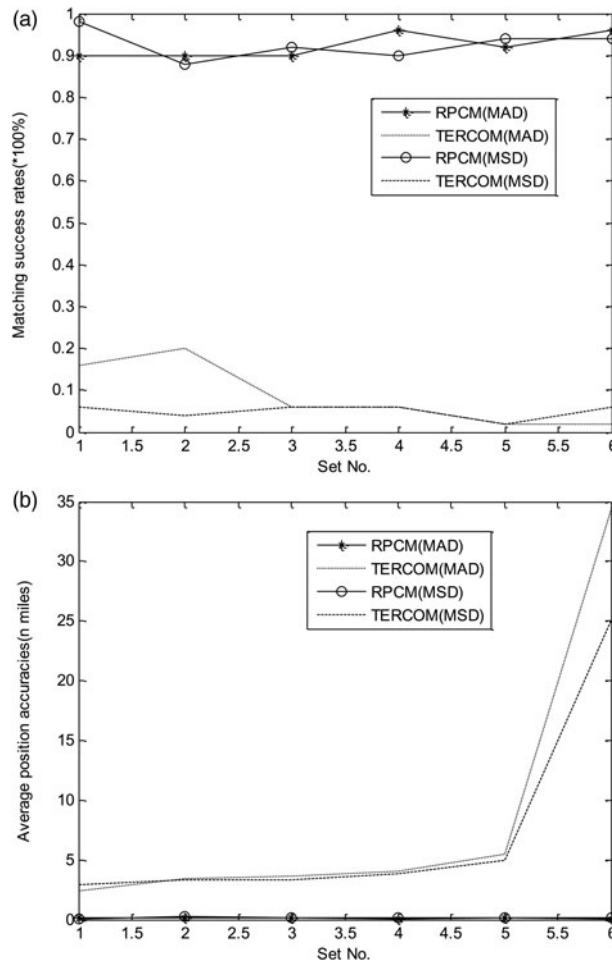 (a)
1
0.9
0.8
0.7
0.6
0.5
0.4
0.3
0.2
0.1
0
Matching success rates(*100%)
RPCM(MAD)
TERCOM(MAD)
RPCM(MSD)
TERCOM(MSD)
1 1.5 2 2.5 3 3.5 4 4.5 5 5.5 6
Set No.
(b)
35
30
25
20
15
10
5
0
Average position accuracies(n miles)
RPCM(MAD)
TERCOM(MAD)
RPCM(MSD)
TERCOM(MSD)
1 1.5 2 2.5 3 3.5 4 4.5 5 5.5 6
Set No.